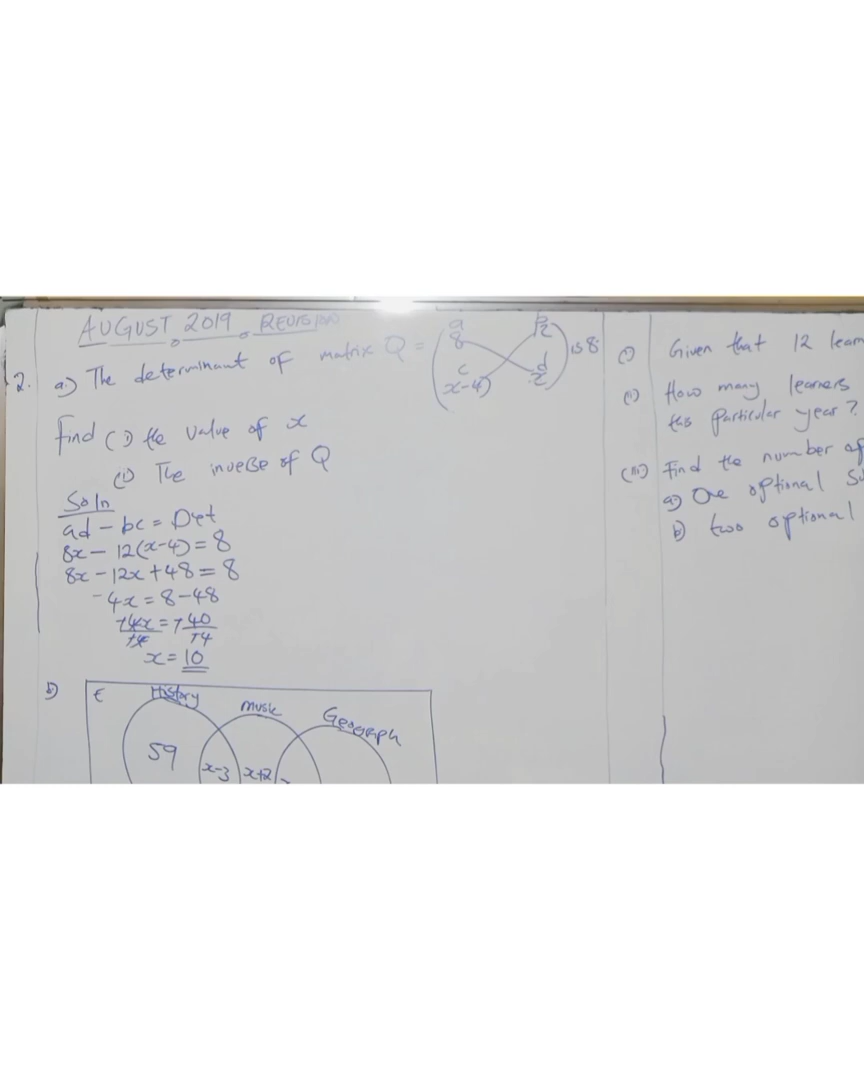 AUGUST 2019 REVISION
2. a) The determinant of matrix Q = (8 12
x-4 x) is 8
a b
c d
Find (i) the value of x
(ii) The inverse of Q
Soln
ad - bc = Det
8x - 12(x-4) = 8
8x - 12x + 48 = 8
-4x = 8-48
-4x = -40
-4 -4
x = 10
b)
History
Music
Geograph
59
x-3
x+2
(i) Given that 12 learn
(ii) How many learners
this particular year?
(iii) Find the number of
a) One optional su
b) two optional